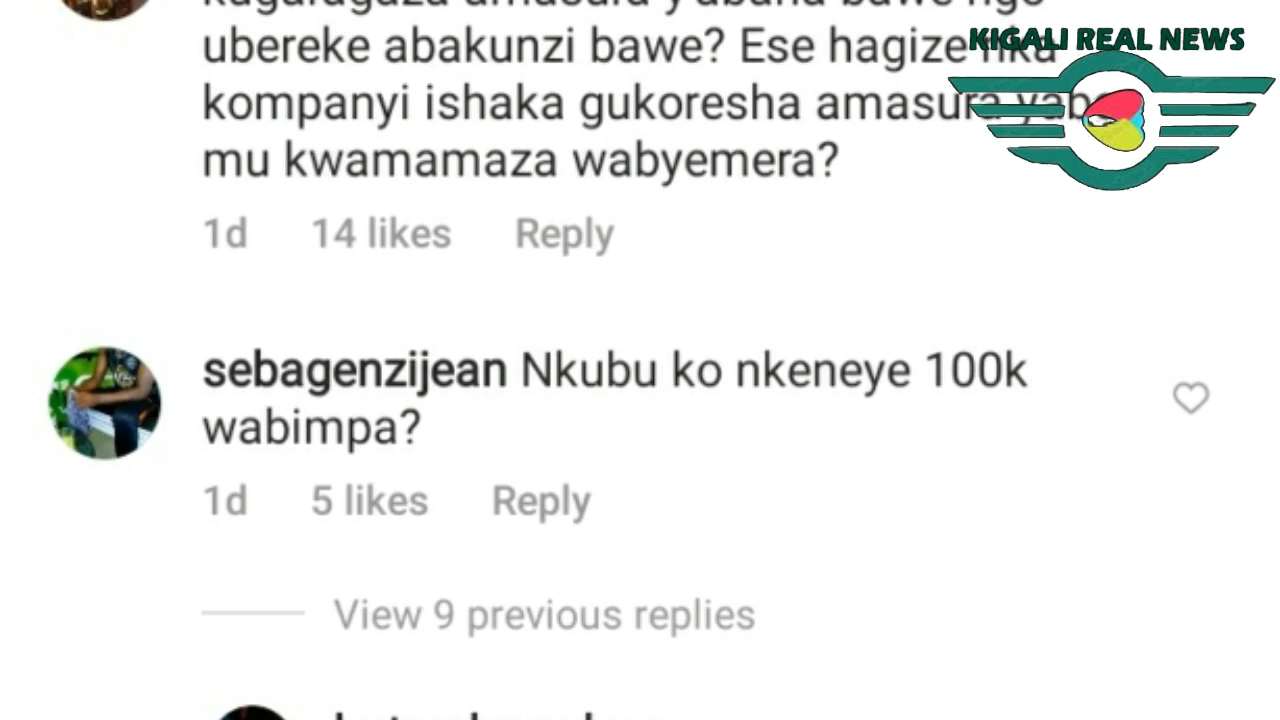 kugaragaza amasura y'abana bawe ngo
ubereke abakunzi bawe? Ese hagize nka
KIGALI REAL NEWS
kompanyi ishaka gukoresha amasura
mu kwamamaza wabyemera?
1d 14 likes Reply
sebagenzijean Nkubu ko nkeneye 100k
wabimpa?
1d 5 likes Reply
View 9 previous replies